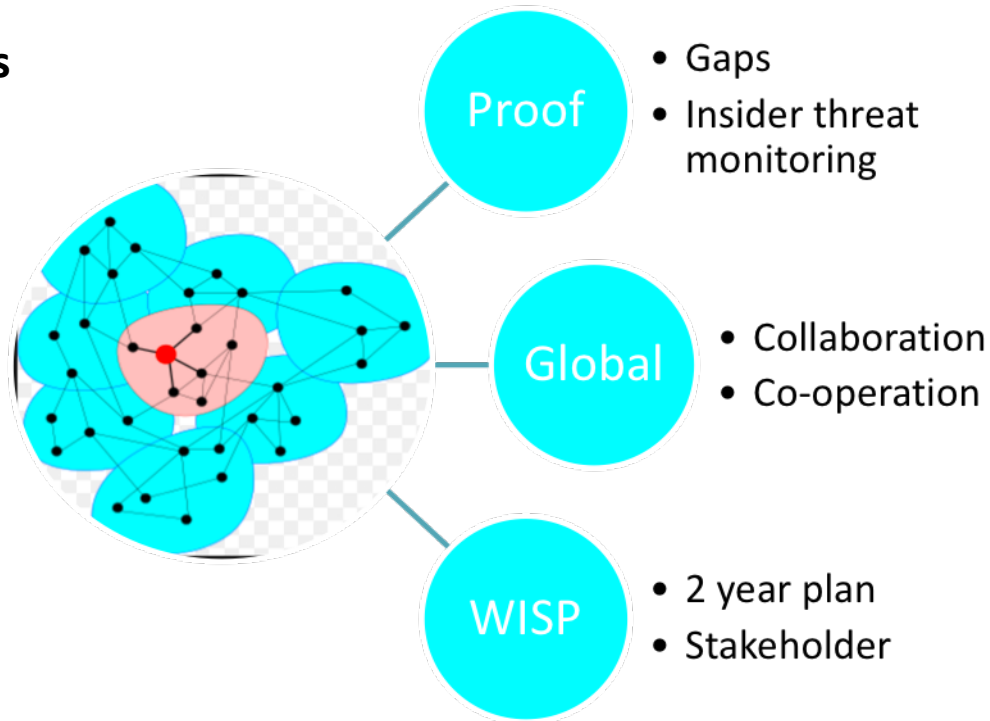 s
Proof
• Gaps
• Insider threat
monitoring
Global
• Collaboration
• Co-operation
WISP
• 2 year plan
• Stakeholder